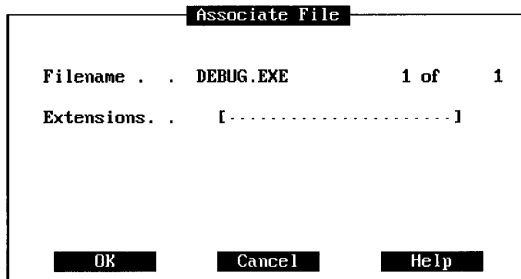 Associate File
Filename . . DEBUG.EXE 1 of 1
Extensions. . [......................]
OK Cancel Help